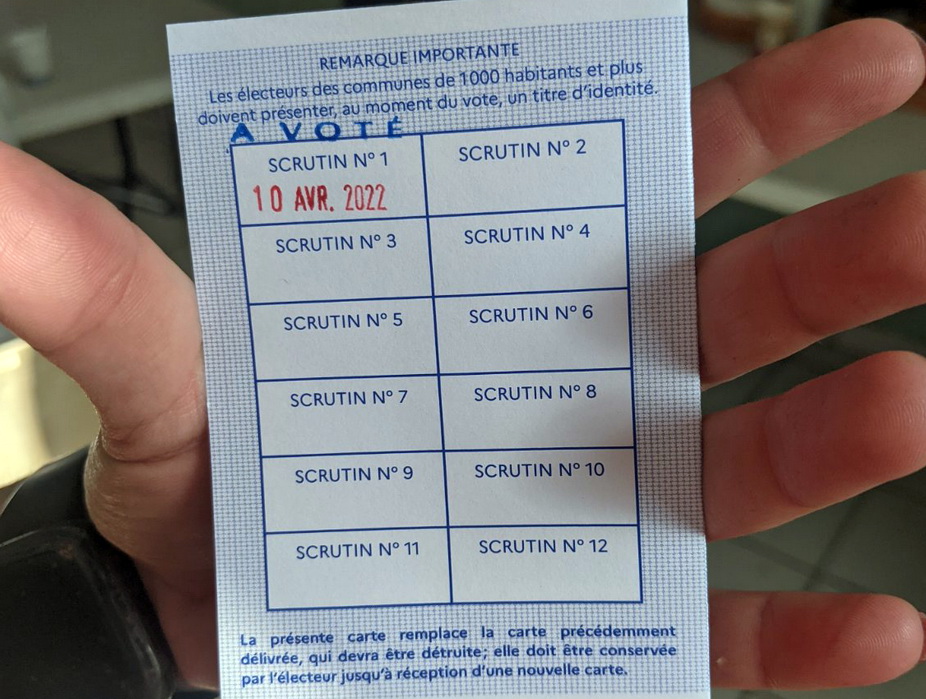 REMARQUE IMPORTANTE
Les électeurs des communes de 1000 habitants et plus
doivent présenter, au moment du vote, un titre d'identité.
A VOTÉ
SCRUTIN N° 1
10 AVR. 2022
SCRUTIN N° 2
SCRUTIN N° 3
SCRUTIN N° 4
SCRUTIN N° 5
SCRUTIN N° 6
SCRUTIN N° 7
SCRUTIN N° 8
SCRUTIN N° 9
SCRUTIN N° 10
SCRUTIN N° 11
SCRUTIN N° 12
La présente carte remplace la carte précédemment
délivrée, qui devra être détruite; elle doit être conservée
par l'électeur jusqu'à réception d'une nouvelle carte.